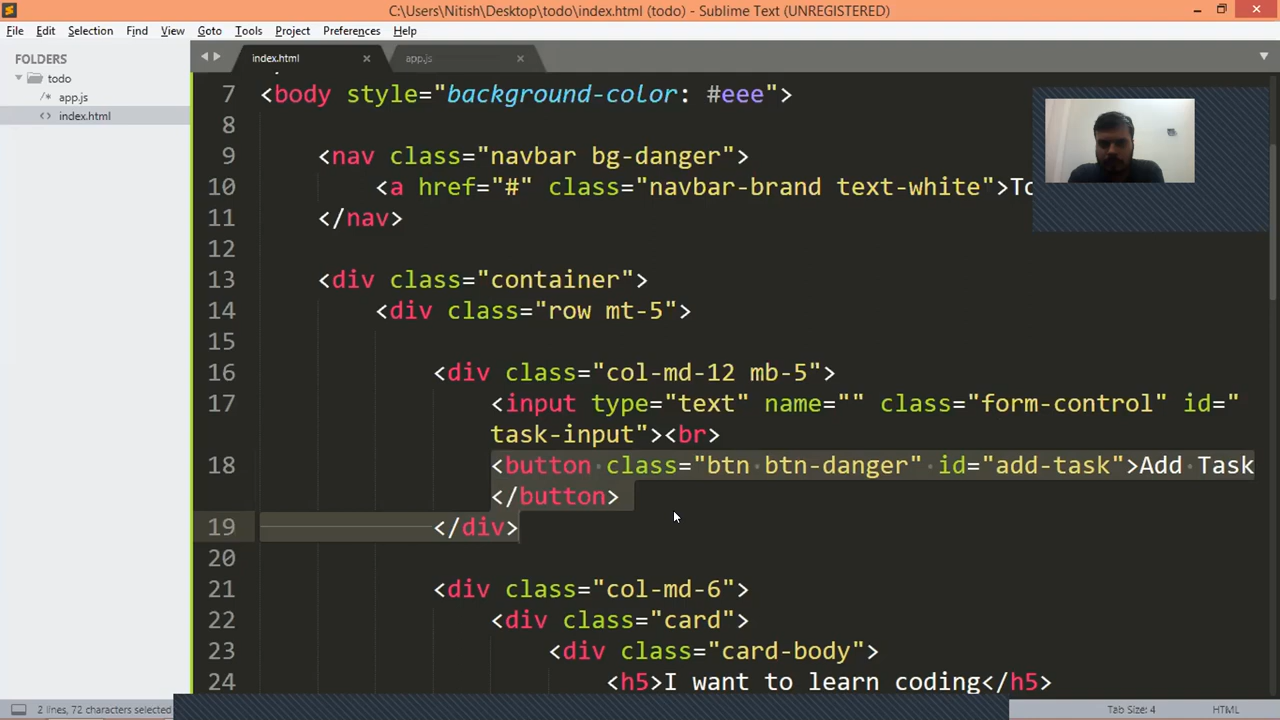 C:\Users\Nitish\Desktop\todo\index.html (todo) - Sublime Text (UNREGISTERED)
File Edit Selection Find View Goto Tools Project Preferences Help
FOLDERS
todo
app.js
index.html
index.html app.js
7 <body style="background-color: #eee">
8
9 <nav class="navbar bg-danger">
10 <a href="#" class="navbar-brand text-white">To
11 </nav>
12
13 <div class="container">
14 <div class="row mt-5">
15
16 <div class="col-md-12 mb-5">
17 <input type="text" name="" class="form-control" id="
task-input"><br>
18 <button class="btn btn-danger" id="add-task">Add Task
</button>
19 </div>
20
21 <div class="col-md-6">
22 <div class="card">
23 <div class="card-body">
24 <h5>I want to learn coding</h5>
2 lines, 72 characters selected Tab Size: 4 HTML